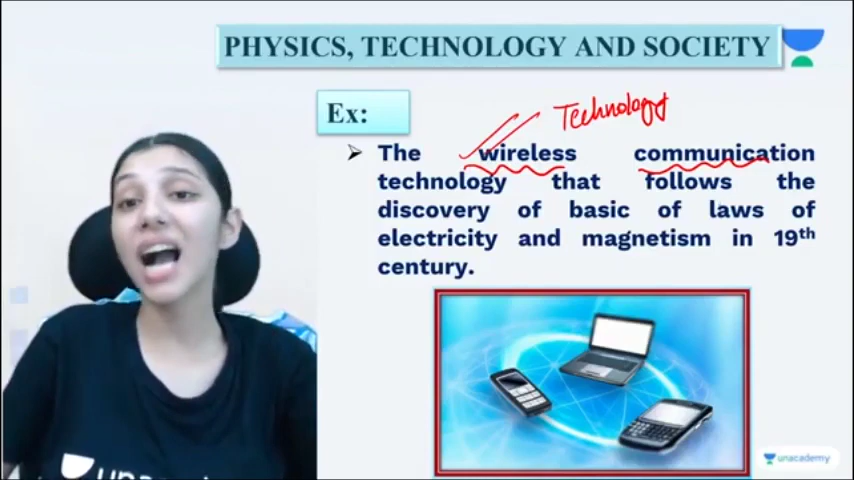 PHYSICS, TECHNOLOGY AND SOCIETY
Ex:
Technology
➢ The wireless communication
technology that follows the
discovery of basic of laws of
electricity and magnetism in 19th
century.
unacademy